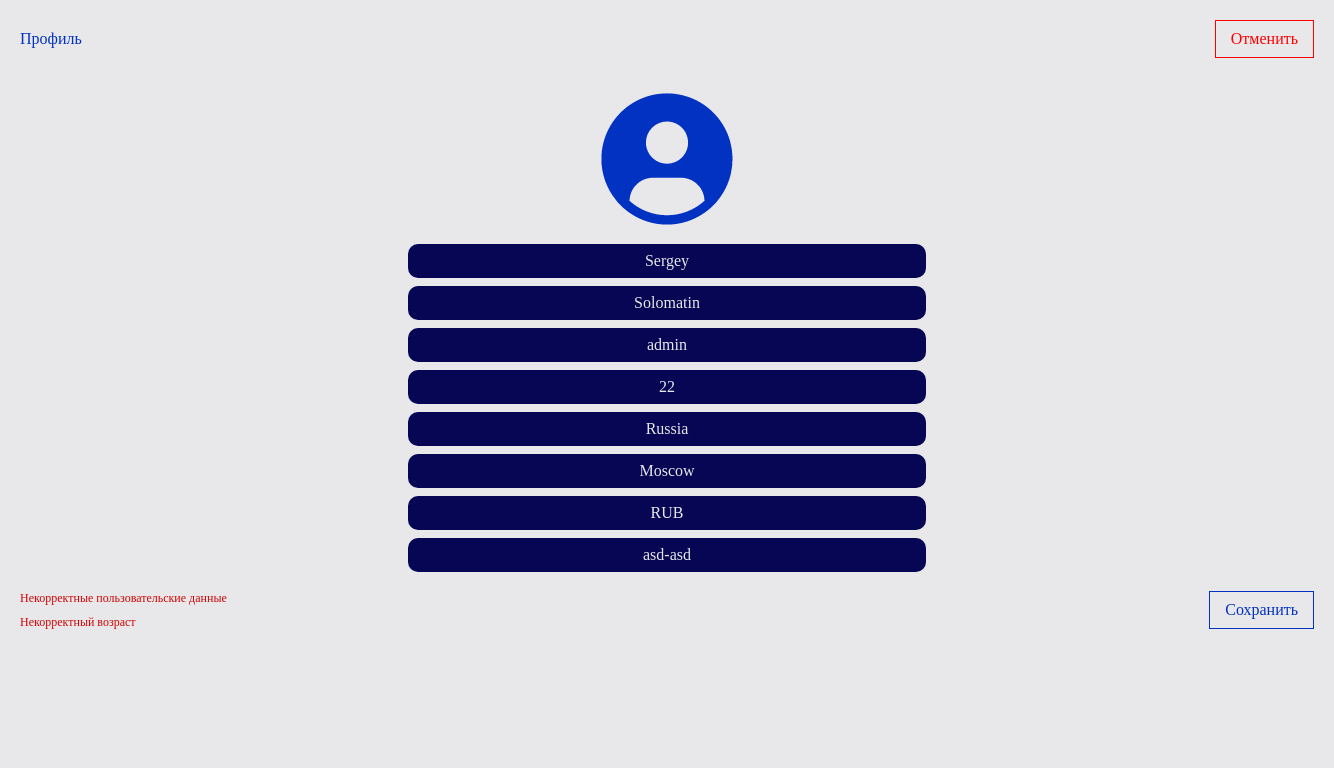 Профиль
Отменить
Sergey
Solomatin
admin
22
Russia
Moscow
RUB
asd-asd
Некорректные пользовательские данные
Некорректный возраст
Сохранить